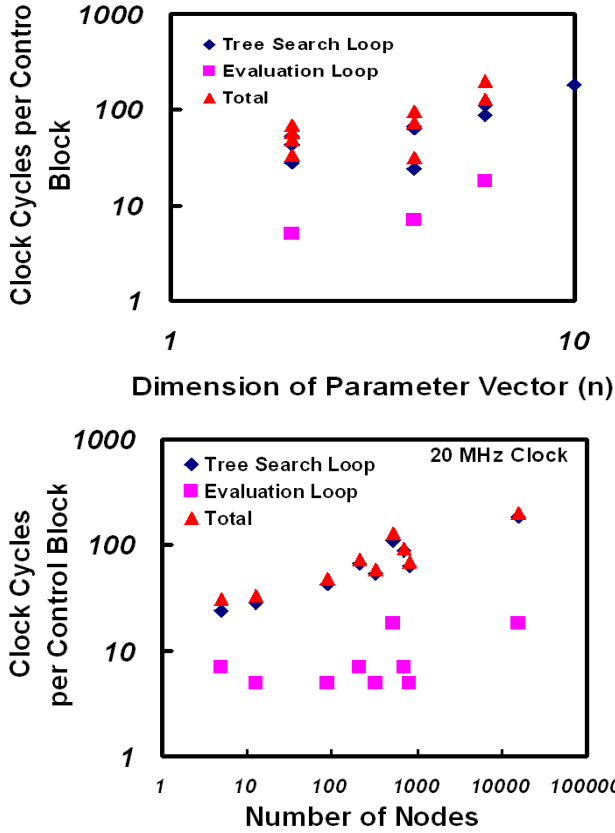 1000
100
10
1
Clock Cycles per Contro
Block
Tree Search Loop
Evaluation Loop
Total
1
10
Dimension of Parameter Vector (n)
1000
100
10
1
Clock Cycles
per Control Block
20 MHz Clock
Tree Search Loop
Evaluation Loop
Total
1
10
100
1000
10000
100000
Number of Nodes